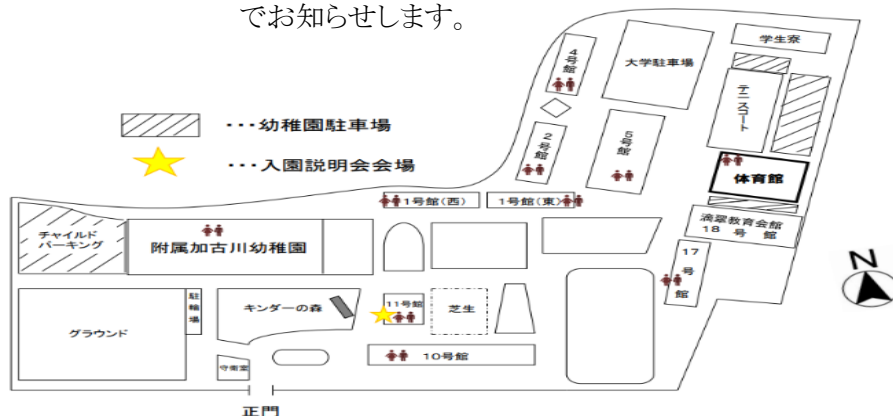 でお知らせします。
学生寮
4号館
大学駐車場
テニスコート
・・・幼稚園駐車場
2号館
5号館
・・・入園説明会会場
体育館
1号館(西)
1号館(東)
滴翠教育会館
18号館
チャイルド
パーキング
附属加古川幼稚園
17号館
N
駐輪場
キンダーの森
11号館
芝生
グラウンド
10号館
守衛室
正門